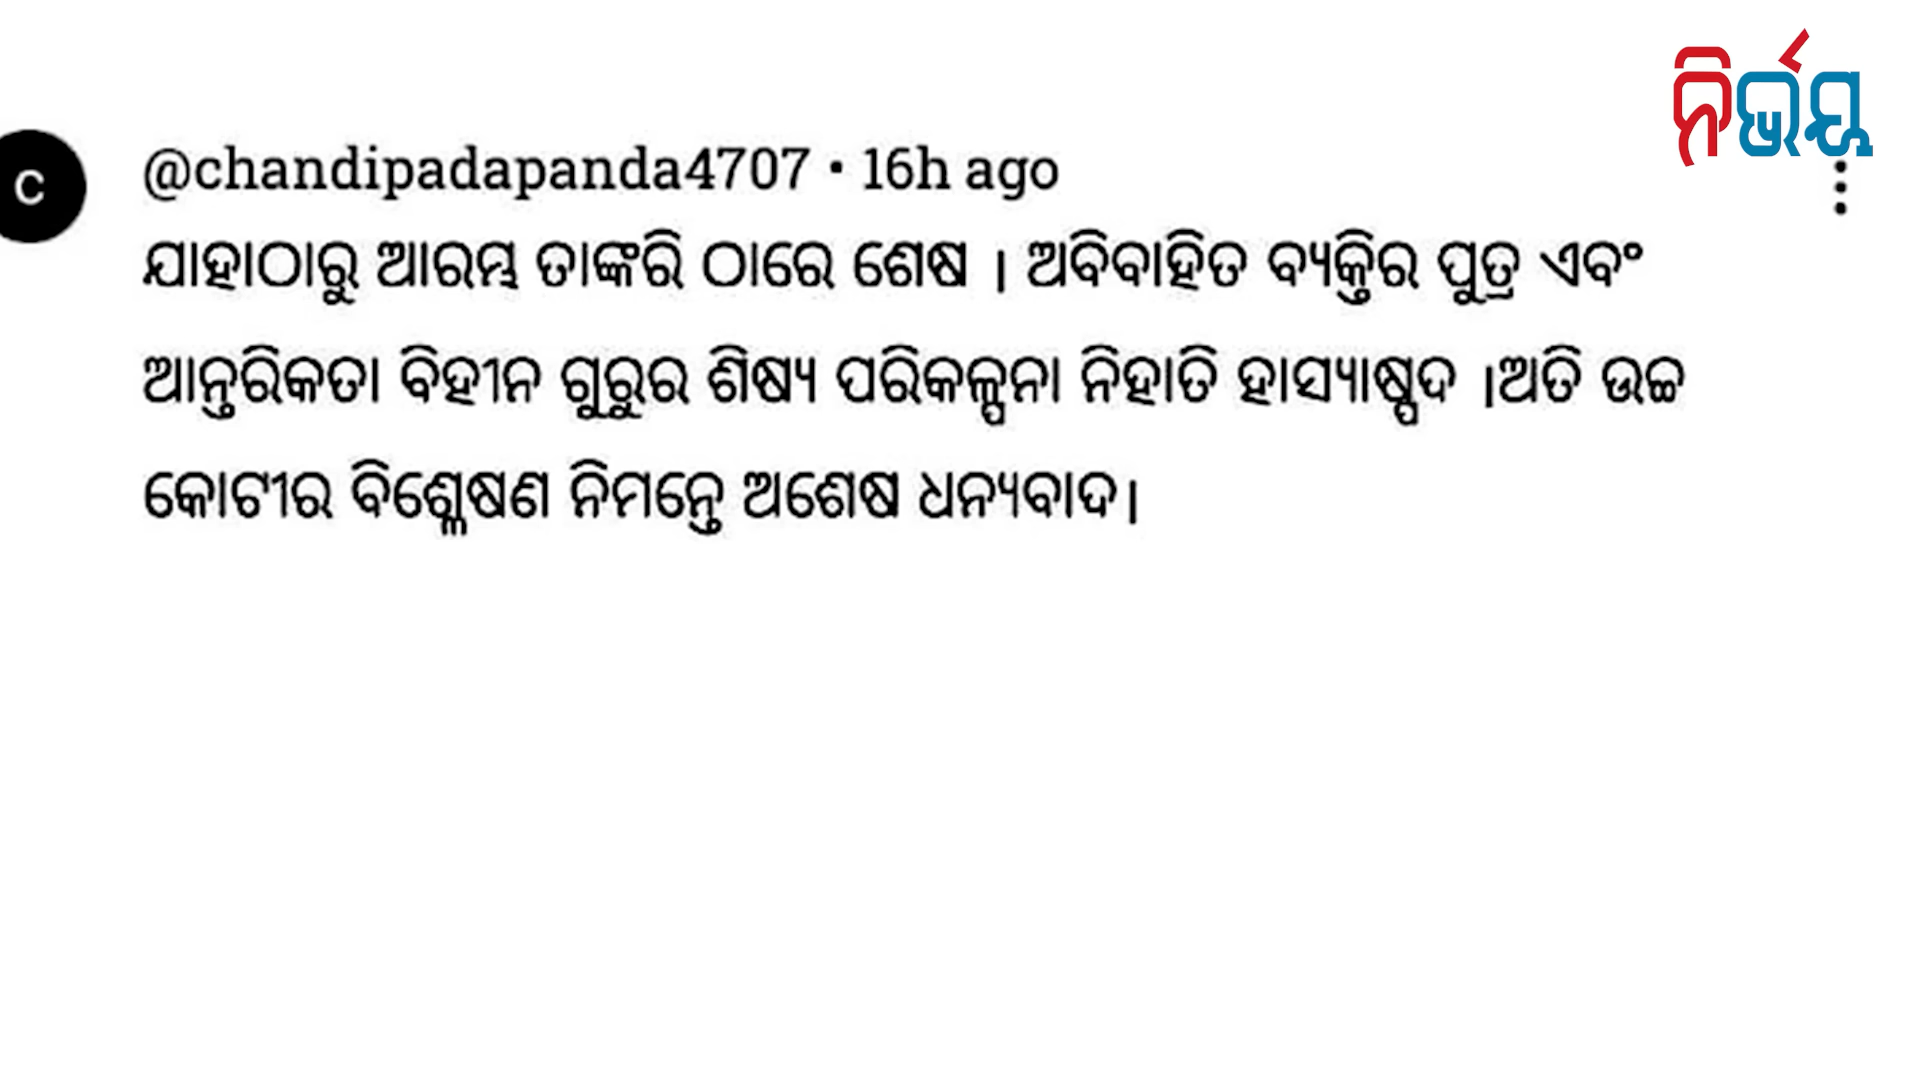 ନିର୍ଭୟ
C
@chandipadapanda4707 • 16h ago
ଯାହାଠାରୁ ଆରମ୍ଭ ତାଙ୍କରି ଠାରେ ଶେଷ । ଅବିବାହିତ ବ୍ୟକ୍ତିର ପୁତ୍ର ଏବଂ
ଆନ୍ତରିକତା ବିହୀନ ଗୁରୁର ଶିଷ୍ୟ ପରିକଳ୍ପନା ନିହାତି ହାସ୍ୟାଷ୍ପଦ ।ଅତି ଉଚ୍ଚ
କୋଟୀର ବିଶ୍ଳେଷଣ ନିମନ୍ତେ ଅଶେଷ ଧନ୍ୟବାଦ।